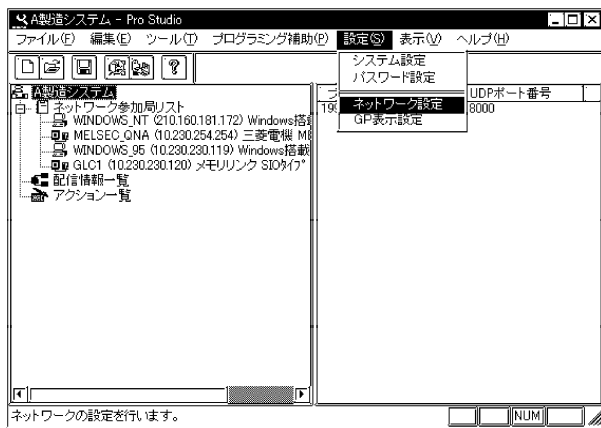 A製造システム - Pro Studio
ファイル(F) 編集(E) ツール(T) プログラミング補助(P) 設定(S) 表示(V) ヘルプ(H)
システム設定
パスワード設定
ネットワーク設定
GP表示設定
A製造システム
ネットワーク参加局リスト
WINDOWS_NT (210.160.181.172) Windows搭
MELSEC_QNA (10.230.254.254) 三菱電機 ME
WINDOWS_95 (10.230.230.119) Windows搭載
GLC1 (10.230.230.120) メモリリンク SIOタイプ
配信情報一覧
アクション一覧
UDPポート番号
8000
ネットワークの設定を行います。
NUM